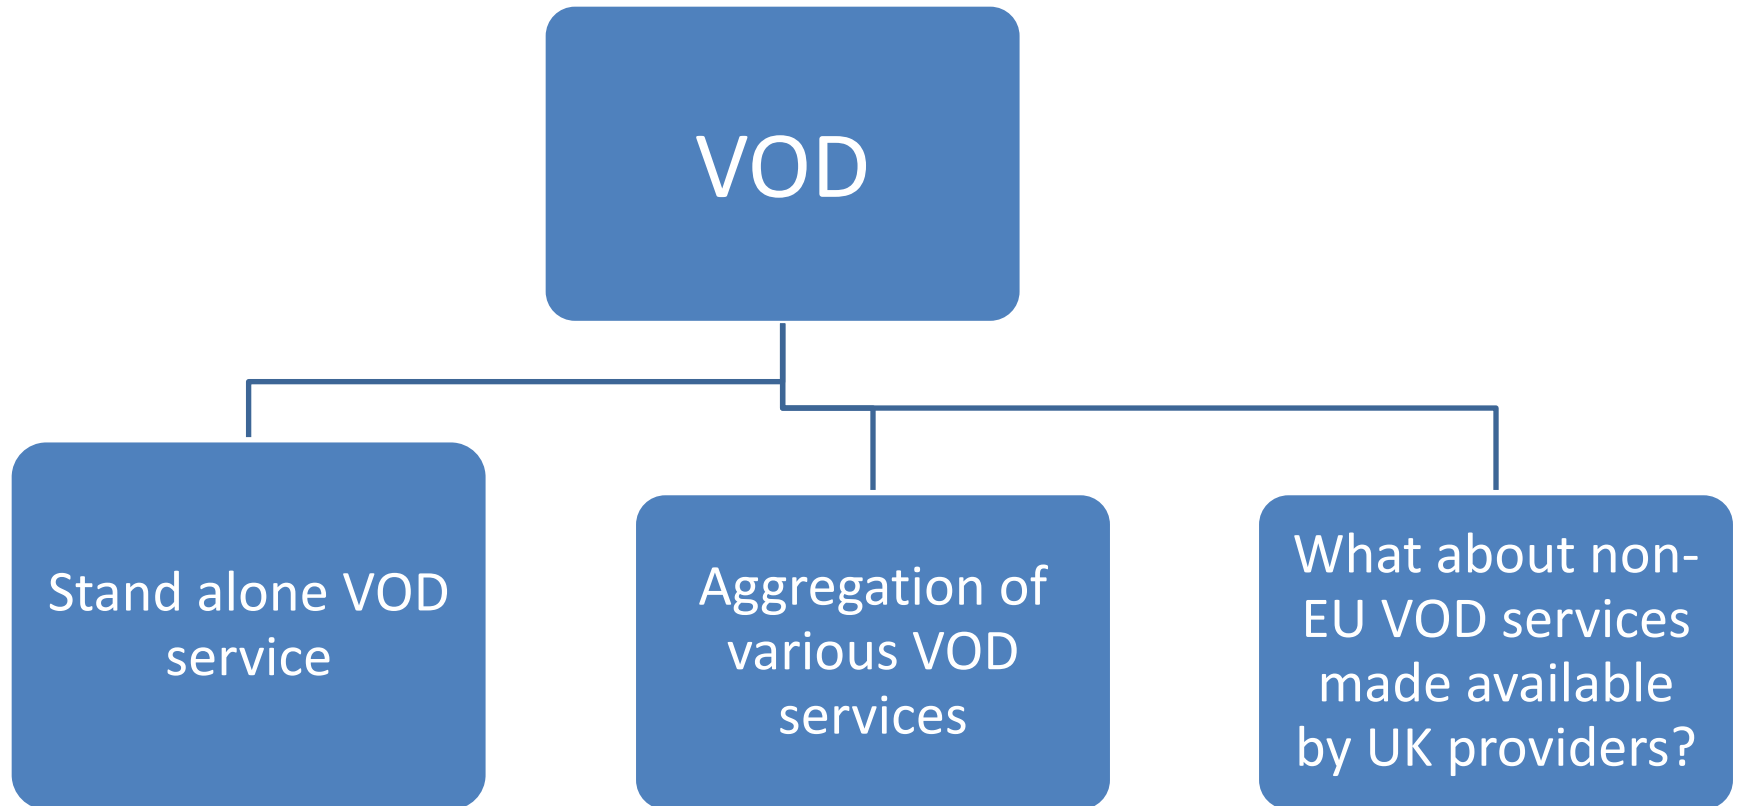 VOD
Stand alone VOD
service
Aggregation of
various VOD
services
What about non-
EU VOD services
made available
by UK providers?